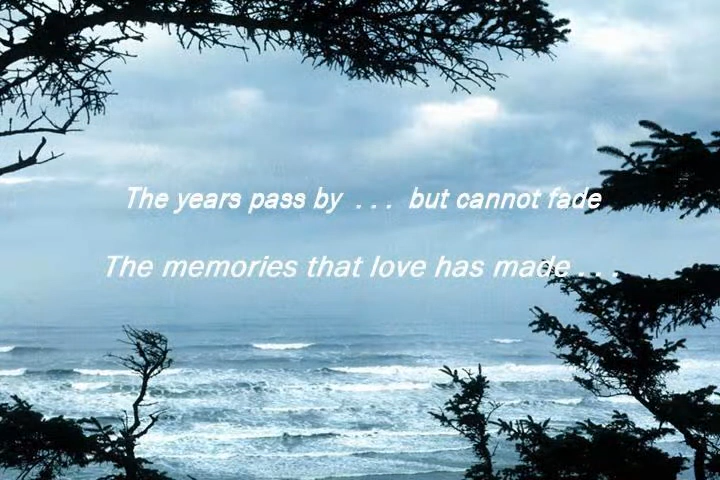 The years pass by . . . but cannot fade
The memories that love has made . . .